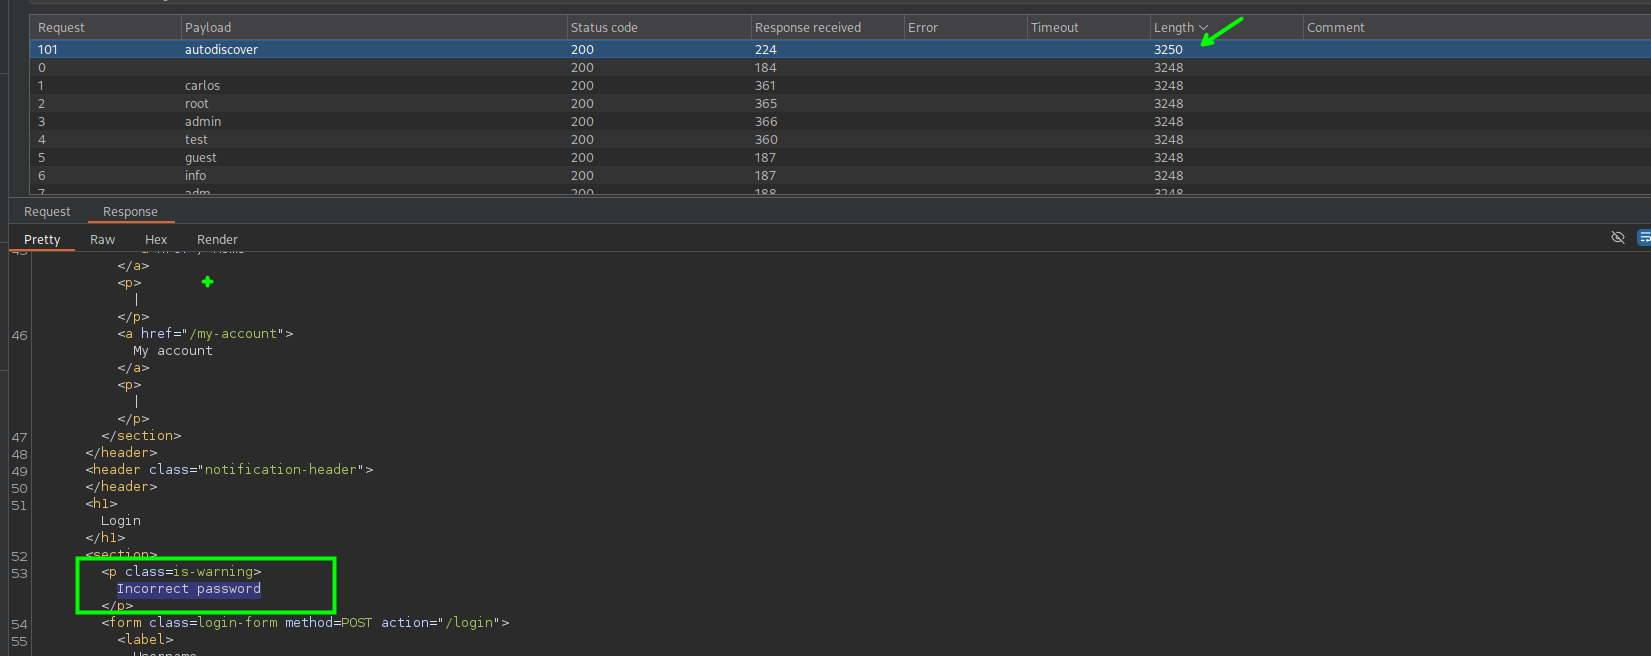 Request Payload Status code Response received Error Timeout Length Comment
101 autodiscover 200 224 3250
0 200 184 3248
1 carlos 200 361 3248
2 root 200 365 3248
3 admin 200 366 3248
4 test 200 360 3248
5 guest 200 187 3248
6 info 200 187 3248
7 adm 200 188 3248
Request Response
Pretty Raw Hex Render
</a>
<p>
|
</p>
46 <a href="/my-account">
My account
</a>
<p>
|
</p>
47 </section>
48 </header>
49 <header class="notification-header">
50 </header>
51 <h1>
Login
</h1>
52 <section>
53 <p class=is-warning>
Incorrect password
</p>
54 <form class=login-form method=POST action="/login">
55 <label>
Username